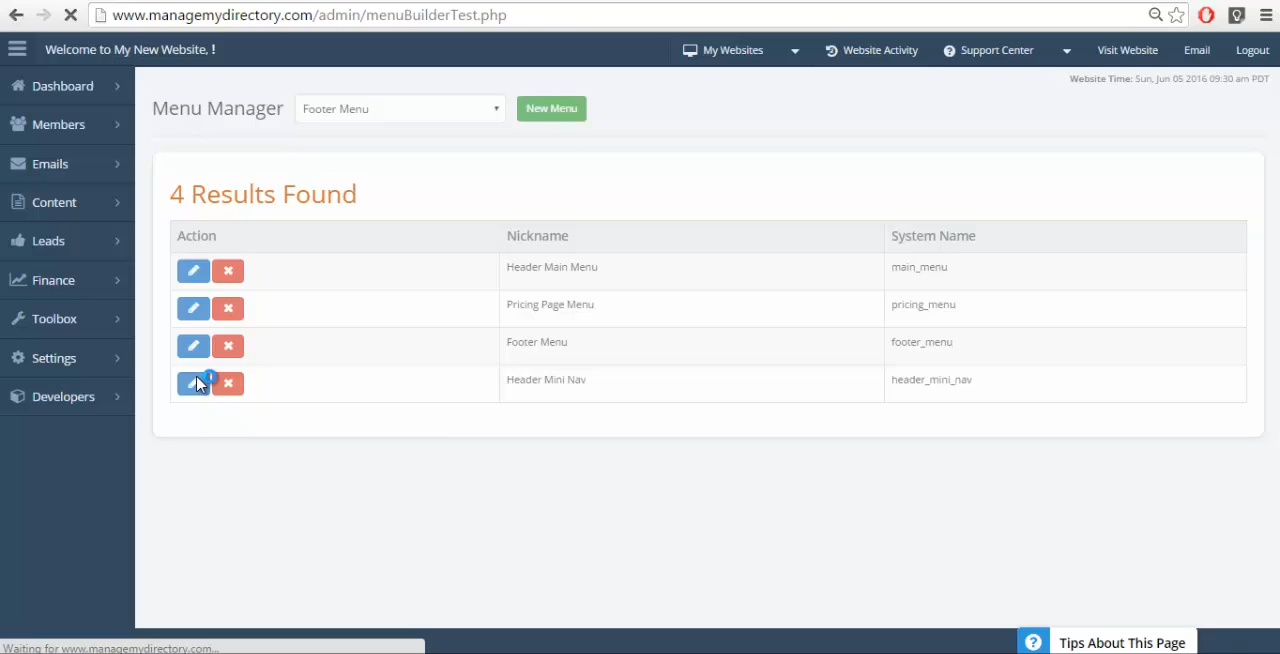 www.managemydirectory.com/admin/menuBuilderTest.php
Welcome to My New Website, !
My Websites
Website Activity
Support Center
Visit Website
Email
Logout
Website Time: Sun, Jun 05 2016 09:30 am PDT
Dashboard
Members
Emails
Content
Leads
Finance
Toolbox
Settings
Developers
Menu Manager
Footer Menu
New Menu
4 Results Found
Action Nickname System Name
Header Main Menu main_menu
Pricing Page Menu pricing_menu
Footer Menu footer_menu
Header Mini Nav header_mini_nav
Waiting for www.managemydirectory.com...
Tips About This Page